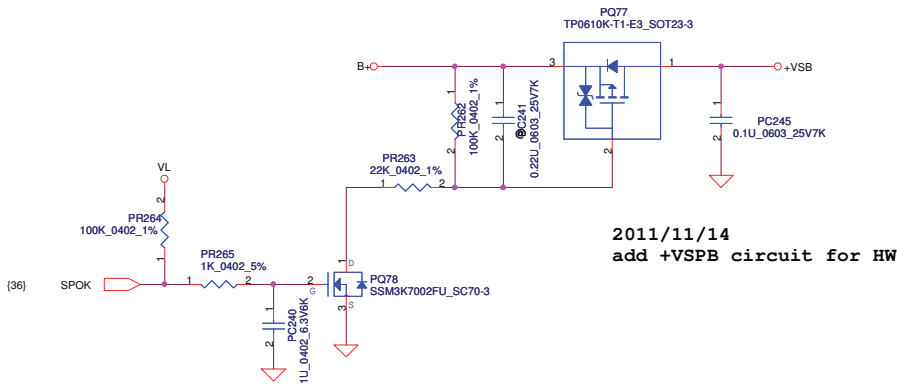 PQ77
TP0610K-T1-E3_SOT23-3
B+
3
1
+VSB
2
1
2
PR262
100K_0402_1%
1
2
@PC241
0.22U_0603_25V7K
1
2
PC245
0.1U_0603_25V7K
VL
2
1
PR264
100K_0402_1%
PR263
22K_0402_1%
1
2
2011/11/14
add +VSPB circuit for HW
{36}
SPOK
PR265
1K_0402_5%
1
2
1
D
2
G
3
S
PQ78
SSM3K7002FU_SC70-3
1
2
PC240
1U_0402_6.3V6K